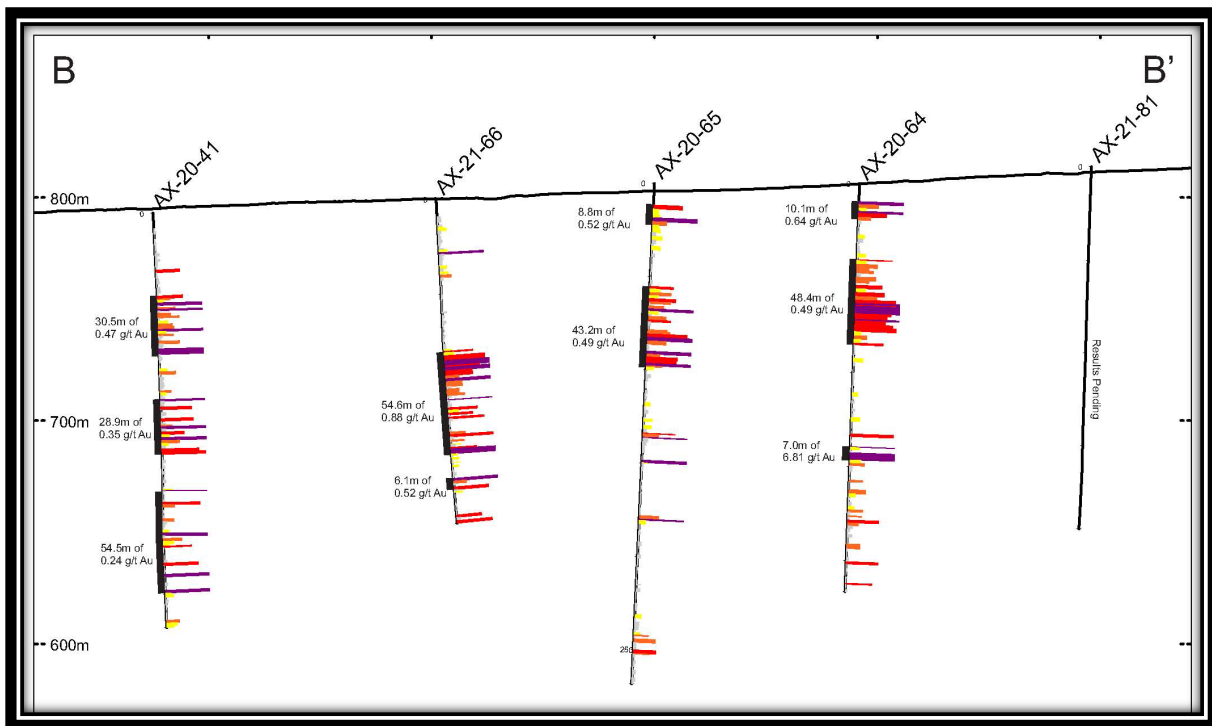 B
B'
AX-20-41
AX-21-66
AX-20-65
AX-20-64
AX-21-81
800m
700m
600m
0
0
0
0
0
30.5m of
0.47 g/t Au
28.9m of
0.35 g/t Au
54.5m of
0.24 g/t Au
54.6m of
0.88 g/t Au
6.1m of
0.52 g/t Au
8.8m of
0.52 g/t Au
43.2m of
0.49 g/t Au
10.1m of
0.64 g/t Au
48.4m of
0.49 g/t Au
7.0m of
6.81 g/t Au
Results Pending